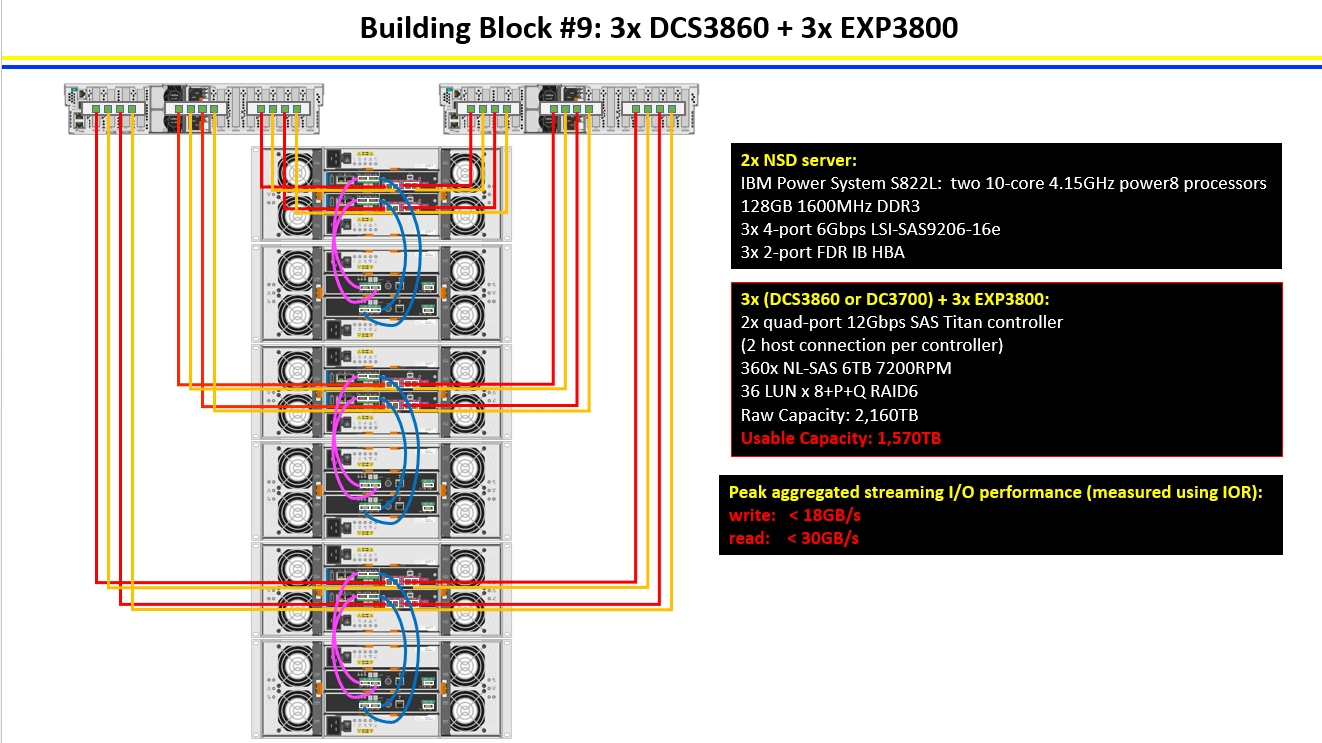 Building Block #9: 3x DCS3860 + 3x EXP3800
2x NSD server:
IBM Power System S822L: two 10-core 4.15GHz power8 processors
128GB 1600MHz DDR3
3x 4-port 6Gbps LSI-SAS9206-16e
3x 2-port FDR IB HBA
3x (DCS3860 or DC3700) + 3x EXP3800:
2x quad-port 12Gbps SAS Titan controller
(2 host connection per controller)
360x NL-SAS 6TB 7200RPM
36 LUN x 8+P+Q RAID6
Raw Capacity: 2,160TB
Usable Capacity: 1,570TB
Peak aggregated streaming I/O performance (measured using IOR):
write: < 18GB/s
read: < 30GB/s